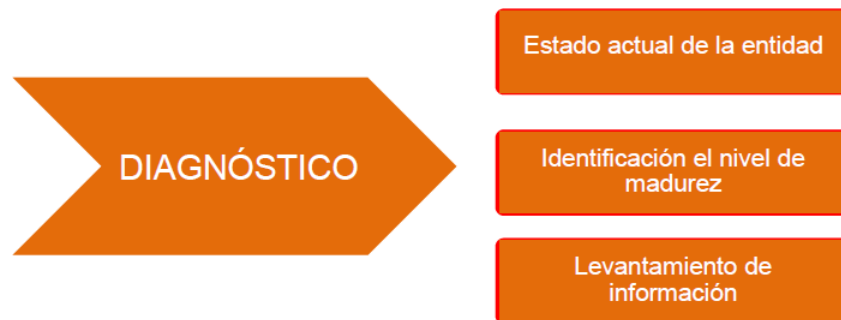 Estado actual de la entidad
DIAGNÓSTICO
Identificación el nivel de
madurez
Levantamiento de
información